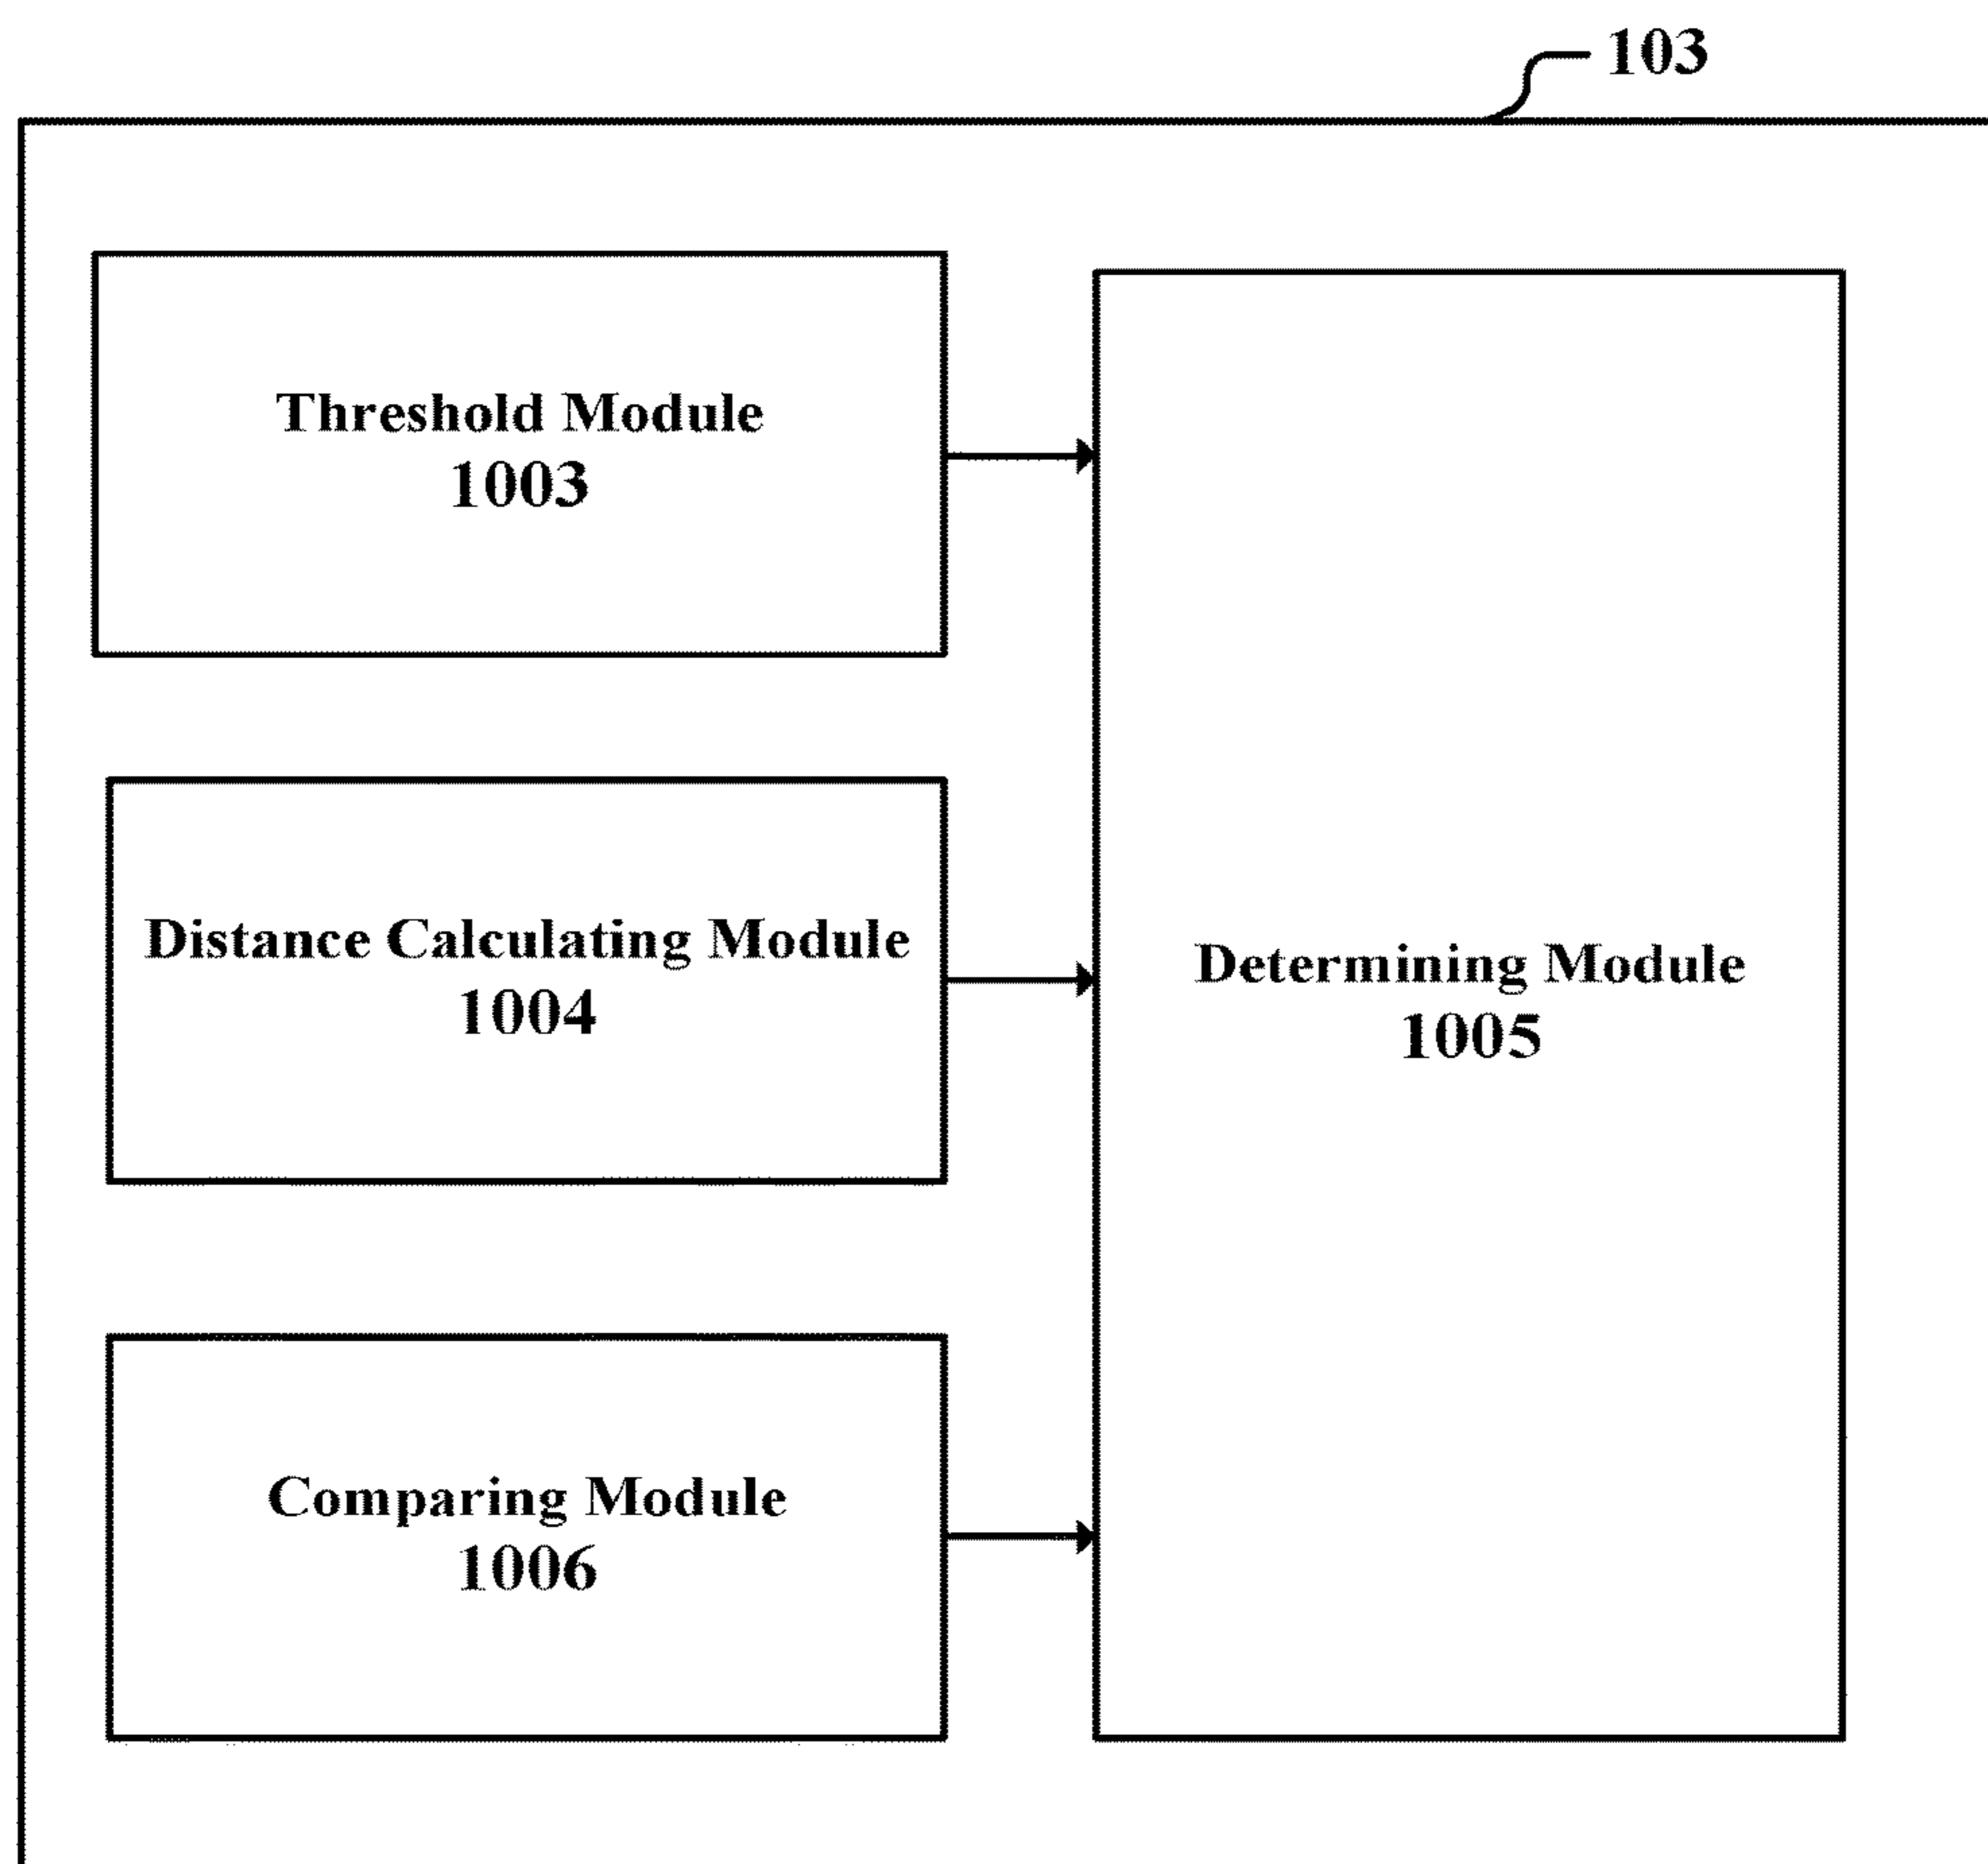 103
Threshold Module
1003
Distance Calculating Module
1004
Determining Module
1005
Comparing Module
1006